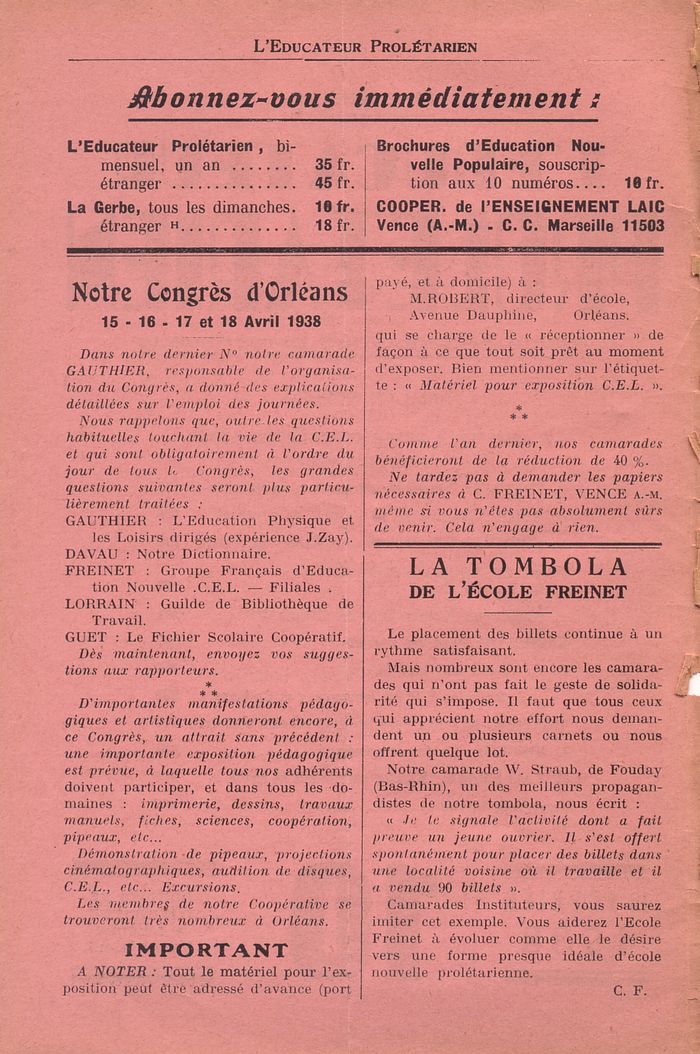 L'Educateur Prolétarien
Abonnez-vous immédiatement :
L'Educateur Prolétarien, bi-
mensuel, un an ........ 35 fr.
étranger .............. 45 fr.
La Gerbe, tous les dimanches. 10 fr.
étranger H.............. 18 fr.
Brochures d'Education Nou-
velle Populaire, souscrip-
tion aux 10 numéros.... 10 fr.
COOPER. de l'ENSEIGNEMENT LAIC
Vence (A.-M.) - C. C. Marseille 11503
Notre Congrès d'Orléans
15 - 16 - 17 et 18 Avril 1938
Dans notre dernier N° notre camarade
GAUTHIER, responsable de l'organisa-
tion du Congrès, a donné des explications
détaillées sur l'emploi des journées.
Nous rappelons que, outre les questions
habituelles touchant la vie de la C.E.L.
et qui sont obligatoirement à l'ordre du
jour de tous le Congrès, les grandes
questions suivantes seront plus particu-
lièrement traitées :
GAUTHIER : L'Education Physique et
les Loisirs dirigés (expérience J.Zay).
DAVAU : Notre Dictionnaire.
FREINET : Groupe Français d'Educa-
tion Nouvelle .C.E.L. — Filiales .
LORRAIN : Guilde de Bibliothèque de
Travail.
GUET : Le Fichier Scolaire Coopératif.
Dès maintenant, envoyez vos sugges-
tions aux rapporteurs.
*
* *
D'importantes manifestations pédago-
giques et artistiques donneront encore, à
ce Congrès, un attrait sans précédent :
une importante exposition pédagogique
est prévue, à laquelle tous nos adhérents
doivent participer, et dans tous les do-
maines : imprimerie, dessins, travaux
manuels, fiches, sciences, coopération,
pipeaux, etc...
Démonstration de pipeaux, projections
cinématographiques, audition de disques,
C.E.L., etc... Excursions.
Les membres de notre Coopérative se
trouveront très nombreux à Orléans.
IMPORTANT
A NOTER : Tout le matériel pour l'ex-
position peut être adressé d'avance (port
payé, et à domicile) à :
M.ROBERT, directeur d'école,
Avenue Dauphine, Orléans.
qui se charge de le « réceptionner » de
façon à ce que tout soit prêt au moment
d'exposer. Bien mentionner sur l'étiquet-
te : « Matériel pour exposition C.E.L. ».
*
* *
Comme l'an dernier, nos camarades
bénéficieront de la réduction de 40 %.
Ne tardez pas à demander les papiers
nécessaires à C. FREINET, VENCE A.-M.
même si vous n'êtes pas absolument sûrs
de venir. Cela n'engage à rien.
LA TOMBOLA
DE L'ÉCOLE FREINET
Le placement des billets continue à un
rythme satisfaisant.
Mais nombreux sont encore les camara-
des qui n'ont pas fait le geste de solida-
rité qui s'impose. Il faut que tous ceux
qui apprécient notre effort nous deman-
dent un ou plusieurs carnets ou nous
offrent quelque lot.
Notre camarade W. Straub, de Fouday
(Bas-Rhin), un des meilleurs propagan-
distes de notre tombola, nous écrit :
« Je te signale l'activité dont a fait
preuve un jeune ouvrier. Il s'est offert
spontanément pour placer des billets dans
une localité voisine où il travaille et il
a vendu 90 billets ».
Camarades Instituteurs, vous saurez
imiter cet exemple. Vous aiderez l'Ecole
Freinet à évoluer comme elle le désire
vers une forme presque idéale d'école
nouvelle prolétarienne.
C. F.